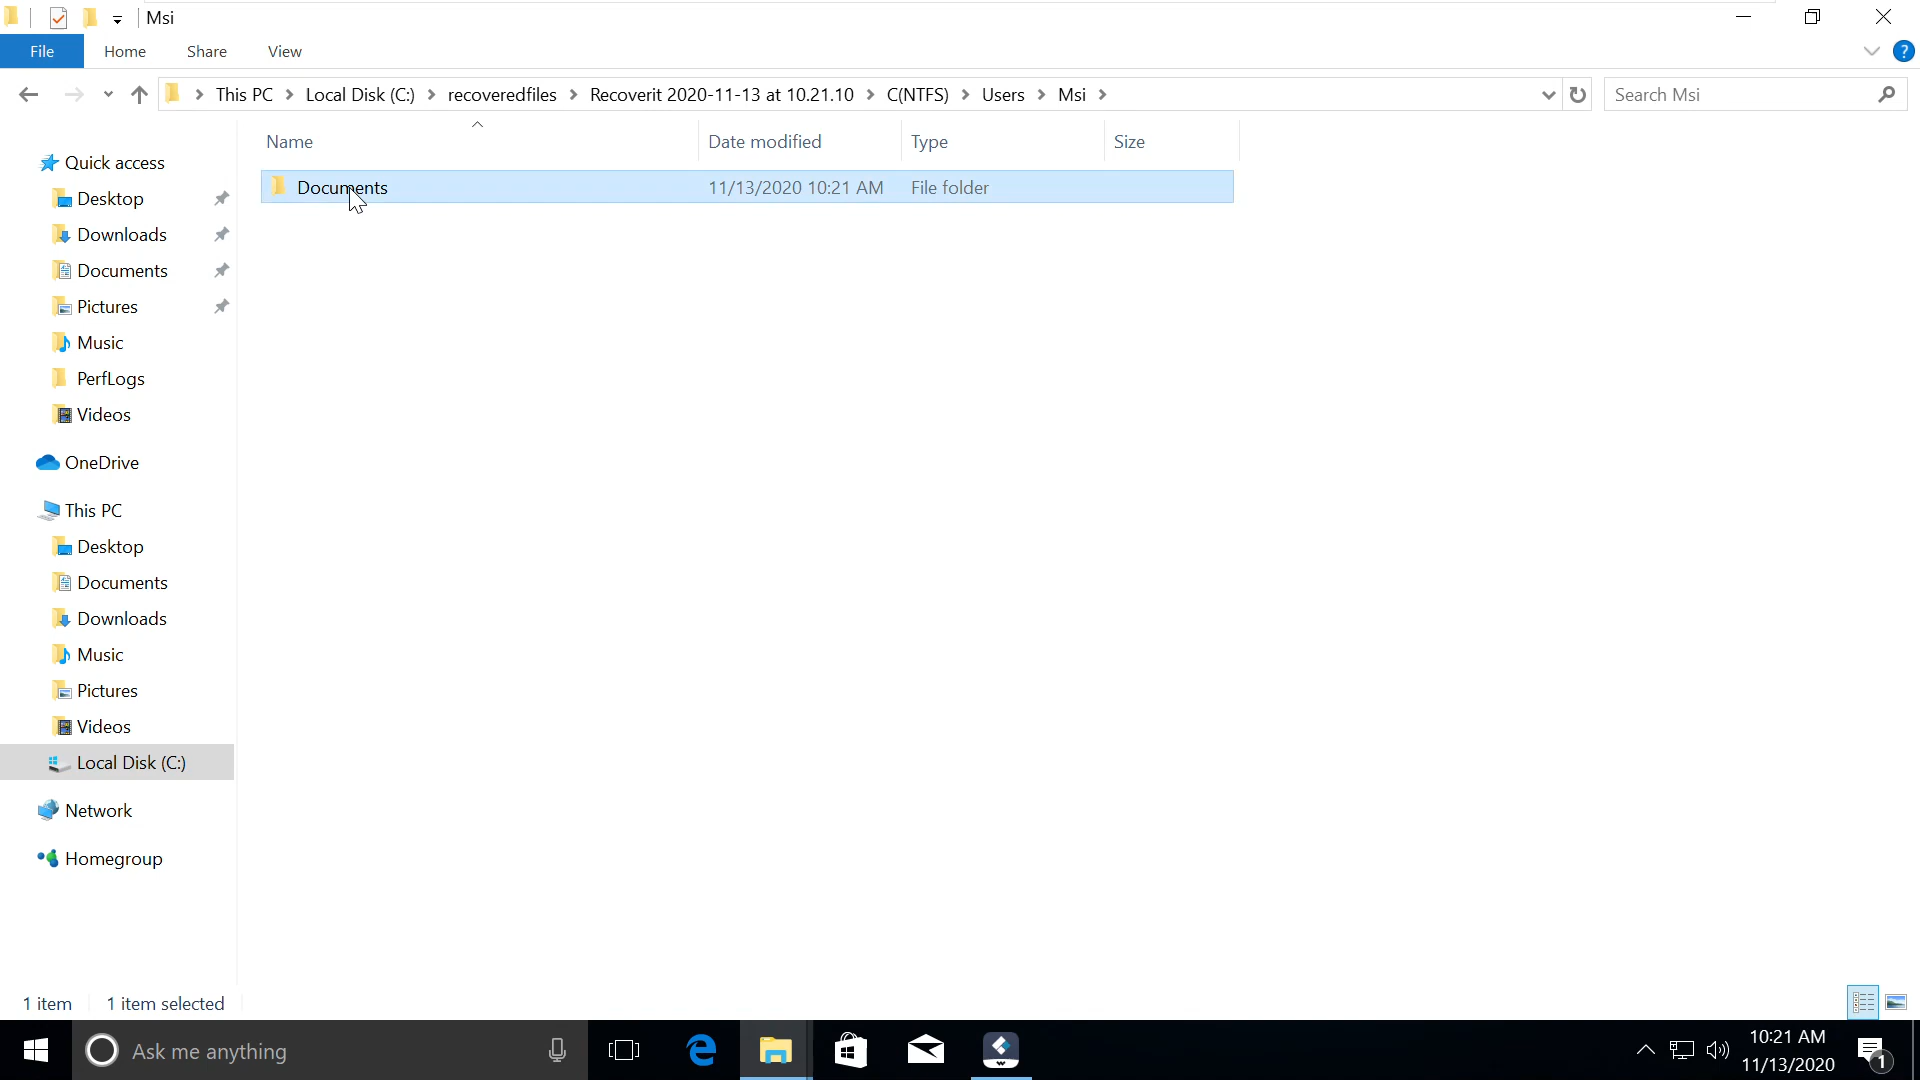 Msi
File Home Share View ?
This PC Local Disk (C:) recoveredfiles Recoverit 2020-11-13 at 10.21.10 C(NTFS) Users Msi Search Msi
Name Date modified Type Size
Documents 11/13/2020 10:21 AM File folder
Quick access
Desktop
Downloads
Documents
Pictures
Music
PerfLogs
Videos
OneDrive
This PC
Desktop
Documents
Downloads
Music
Pictures
Videos
Local Disk (C:)
Network
Homegroup
1 item 1 item selected
Ask me anything
10:21 AM
11/13/2020
1